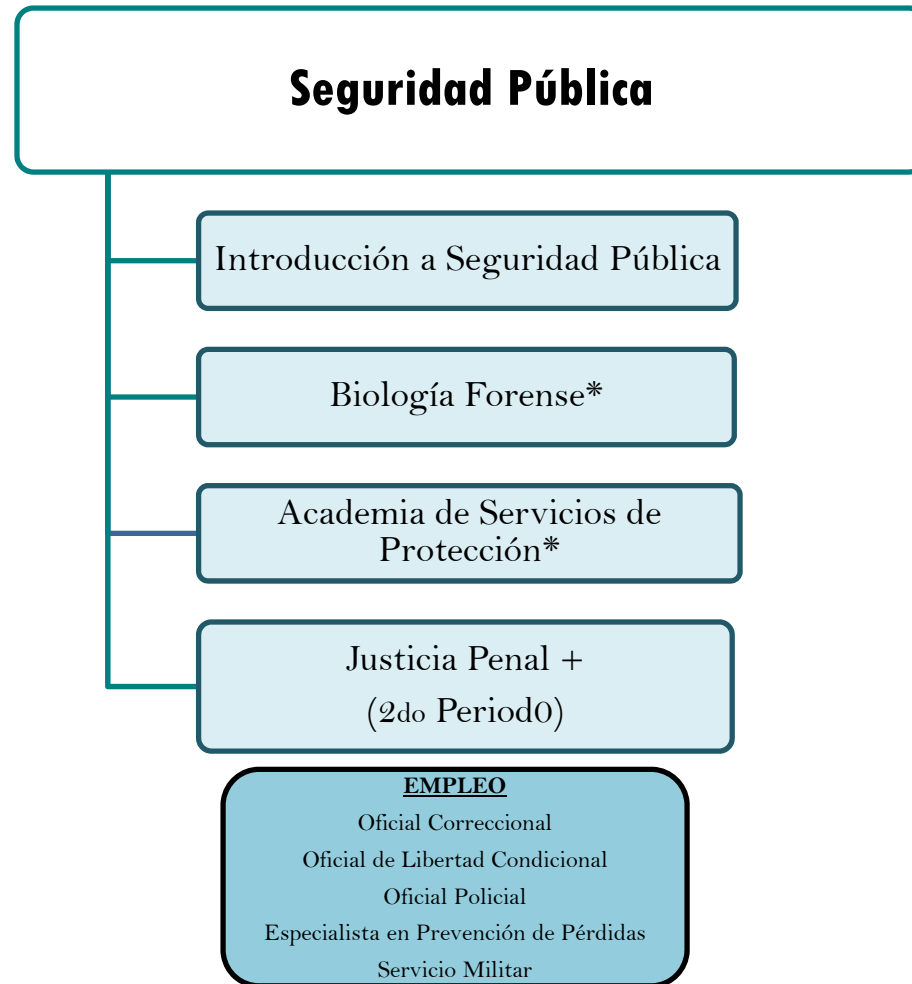 Seguridad Pública
Introducción a Seguridad Pública
Biología Forense*
Academia de Servicios de
Protección*
Justicia Penal +
(2do Period0)
EMPLEO
Oficial Correccional
Oficial de Libertad Condicional
Oficial Policial
Especialista en Prevención de Pérdidas
Servicio Militar